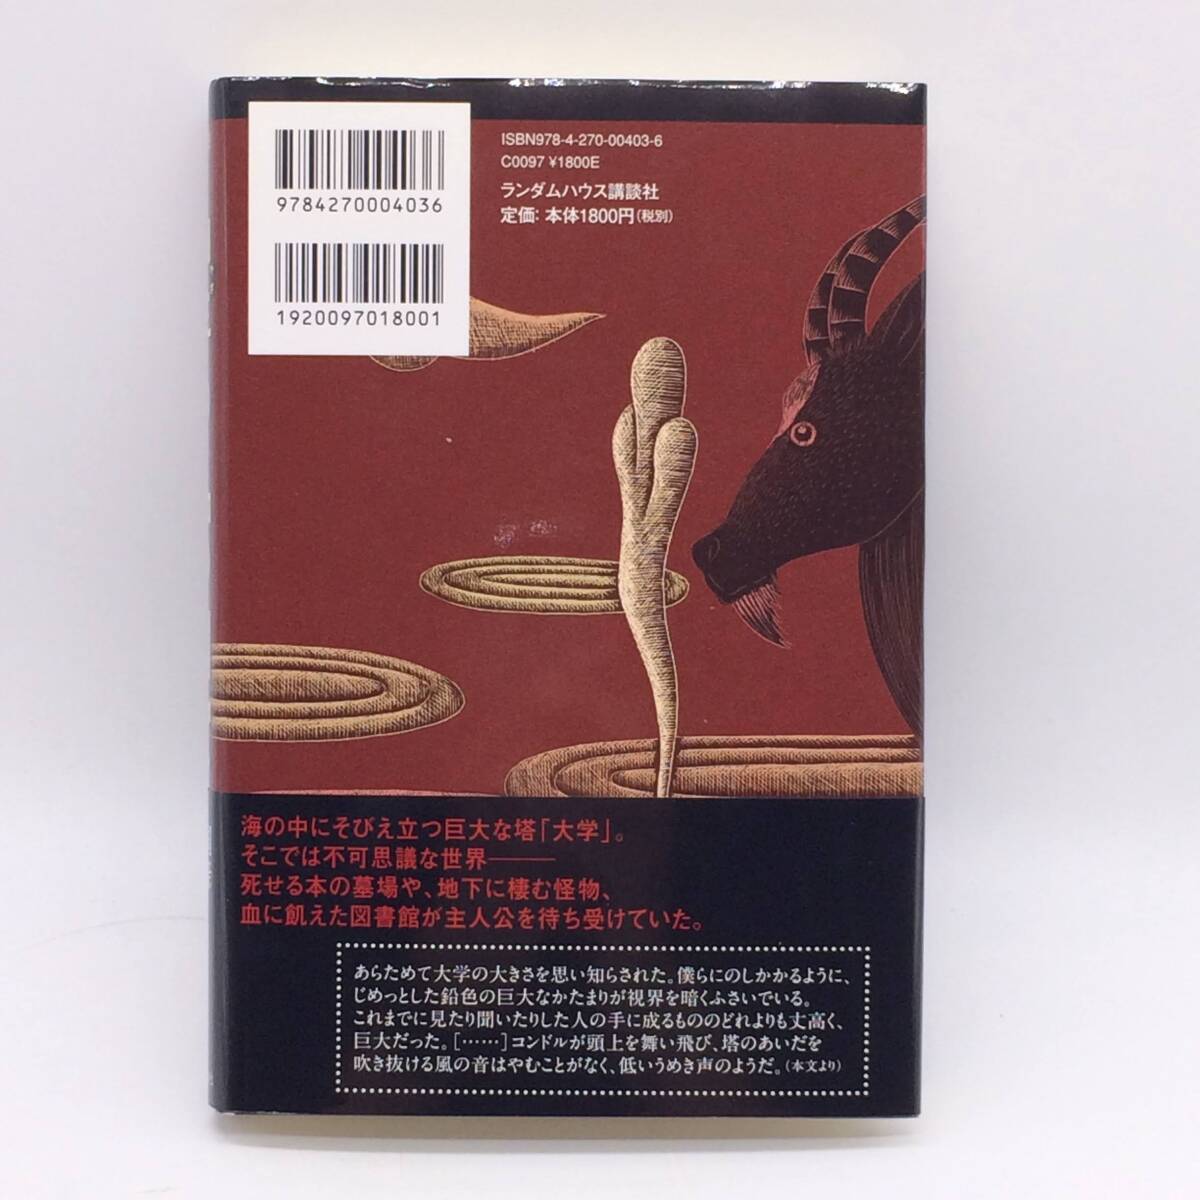 ISBN978-4-270-00403-6
C0097 ¥1800E
ランダムハウス講談社
定価: 本体1800円(税別)
9784270004036
1920097018001
海の中にそびえ立つ巨大な塔「大学」。
そこでは不可思議な世界――
死せる本の墓場や、地下に棲む怪物、
血に飢えた図書館が主人公を待ち受けていた。
あらためて大学の大きさを思い知らされた。僕らにのしかかるように、
じめっとした鉛色の巨大なかたまりが視界を暗くふさいでいる。
これまでに見たり聞いたりした人の手に成るもののどれよりも丈高く、
巨大だった。[……]コンドルが頭上を舞い飛び、塔のあいだを
吹き抜ける風の音はやむことがなく、低いうめき声のようだ。(本文より)